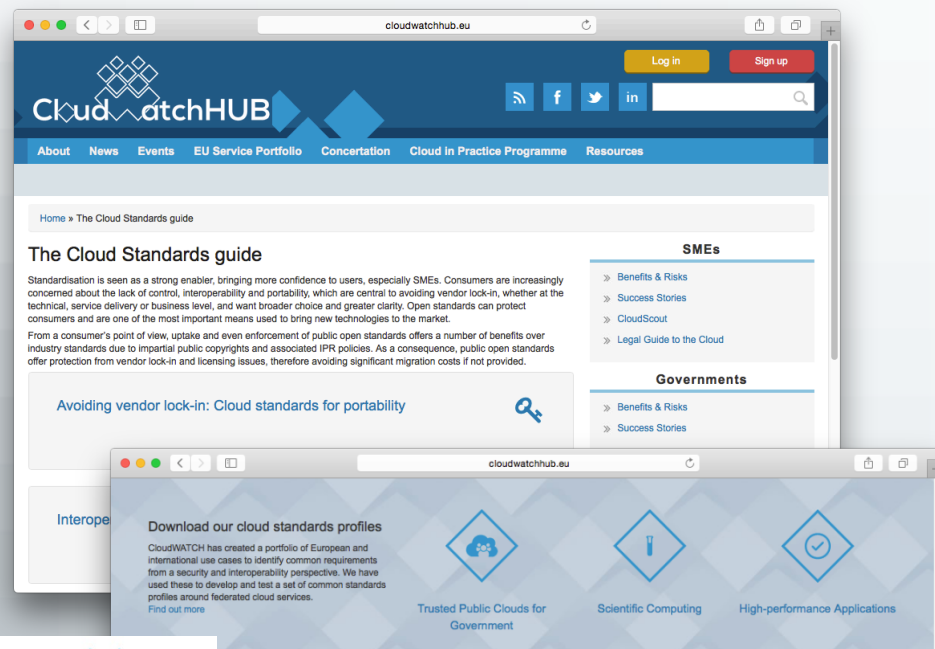 cloudwatchhub.eu
Log in
Sign up
CloudWatchHUB
f
in
About News Events EU Service Portfolio Concertation Cloud in Practice Programme Resources
Home » The Cloud Standards guide
The Cloud Standards guide
Standardisation is seen as a strong enabler, bringing more confidence to users, especially SMEs. Consumers are increasingly
concerned about the lack of control, interoperability and portability, which are central to avoiding vendor lock-in, whether at the
technical, service delivery or business level, and want broader choice and greater clarity. Open standards can protect
consumers and are one of the most important means used to bring new technologies to the market.
From a consumer's point of view, uptake and even enforcement of public open standards offers a number of benefits over
industry standards due to impartial public copyrights and associated IPR policies. As a consequence, public open standards
offer protection from vendor lock-in and licensing issues, therefore avoiding significant migration costs if not provided.
Avoiding vendor lock-in: Cloud standards for portability
Interope
SMEs
» Benefits & Risks
» Success Stories
» CloudScout
» Legal Guide to the Cloud
Governments
» Benefits & Risks
» Success Stories
cloudwatchhub.eu
Download our cloud standards profiles
CloudWATCH has created a portfolio of European and
international use cases to identify common requirements
from a security and interoperability perspective. We have
used these to develop and test a set of common standards
profiles around federated cloud services.
Find out more
Trusted Public Clouds for
Government
Scientific Computing
High-performance Applications